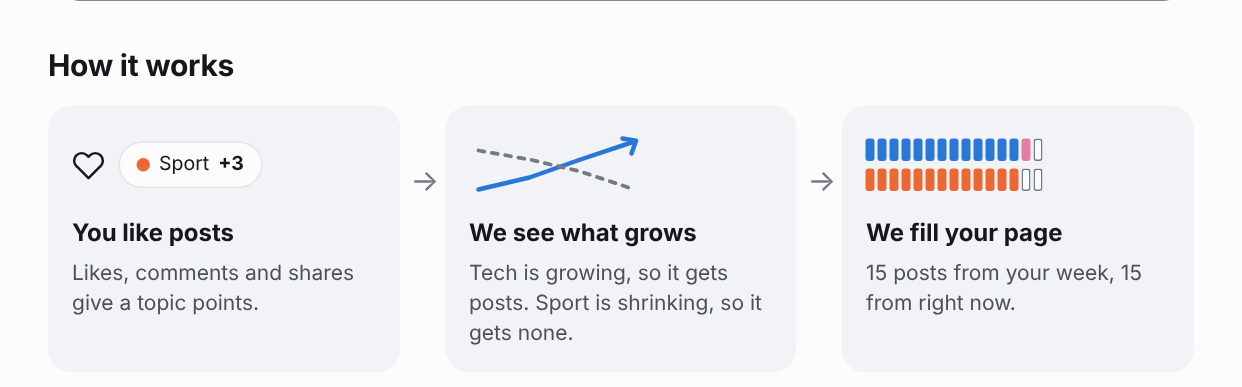 How it works
Sport +3
You like posts
Likes, comments and shares
give a topic points.
We see what grows
Tech is growing, so it gets
posts. Sport is shrinking, so it
gets none.
We fill your page
15 posts from your week, 15
from right now.